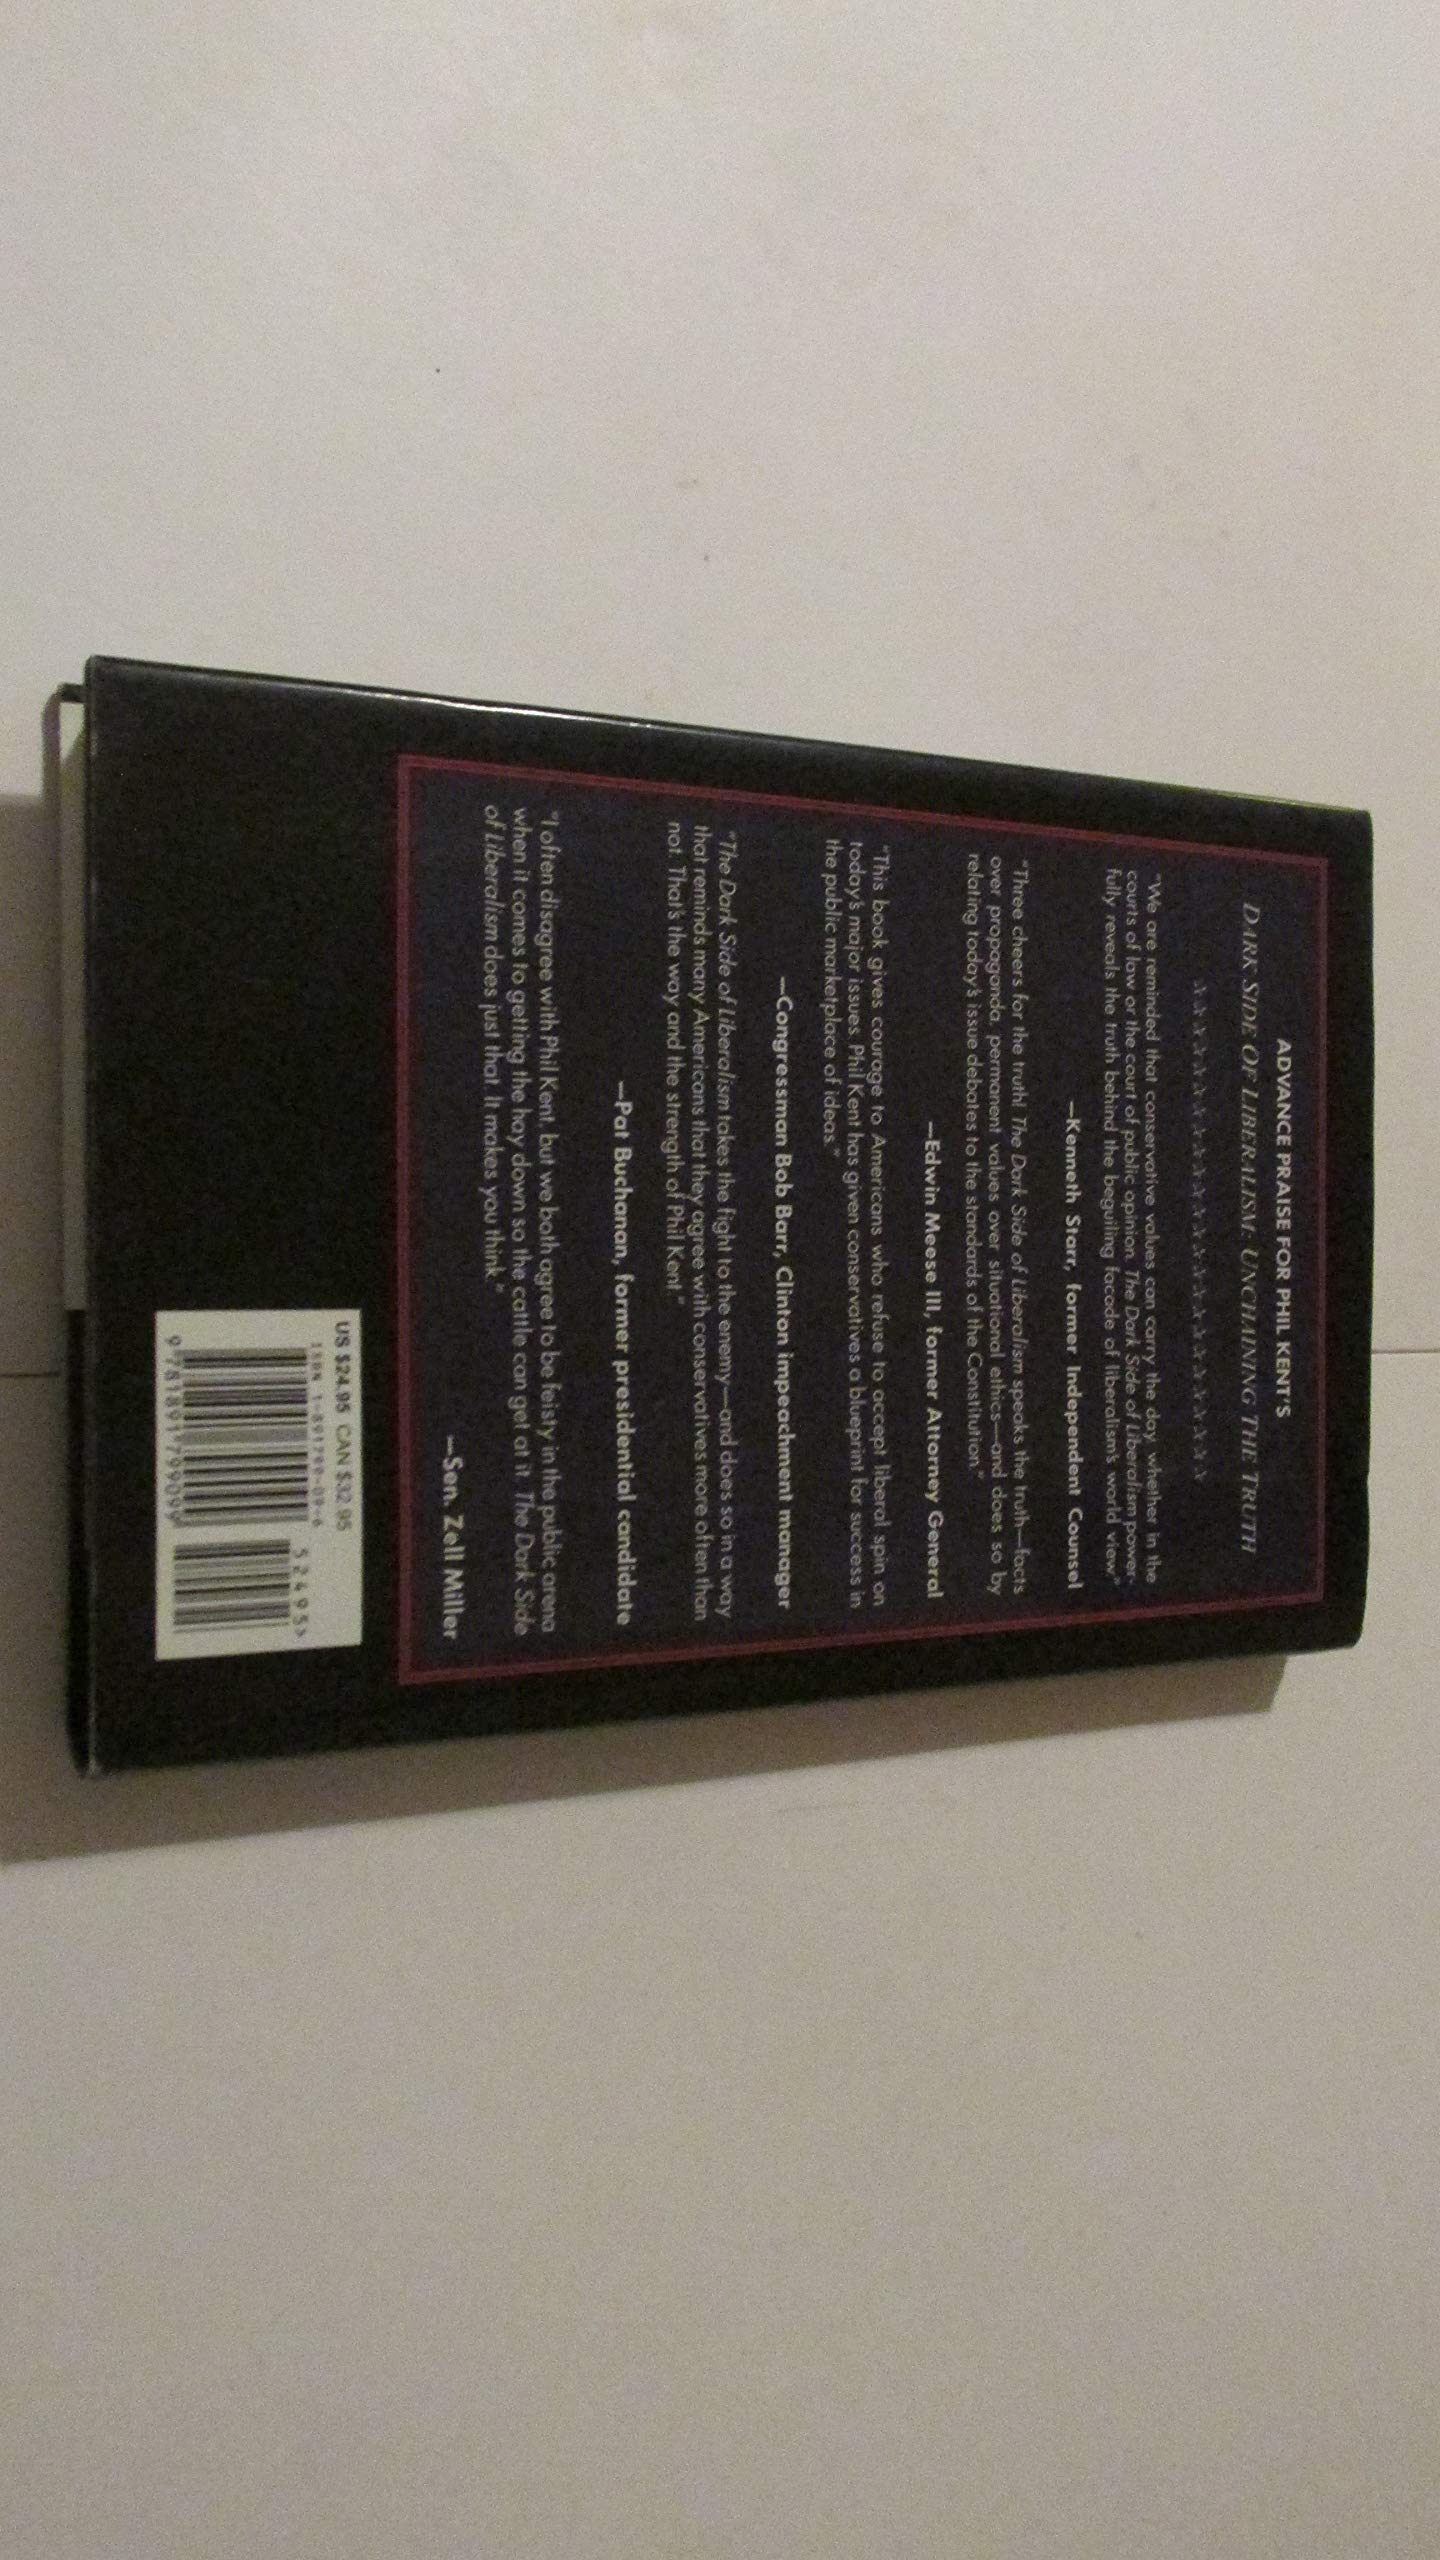 ADVANCE PRAISE FOR PHIL KENT'S
DARK SIDE OF LIBERALISM: UNCHAINING THE TRUTH
"We are reminded that conservative values can carry the day whether in the
courts of law or the court of public opinion. The Dark Side of Liberalism power-
fully reveals the truth behind the beguiling facade of liberalism's world view."
—Kenneth Starr, former Independent Counsel
"Three cheers for the truth! The Dark Side of Liberalism speaks the truth—facts
over propaganda, permanent values over situational ethics—and does so by
relating today's issue debates to the standards of the Constitution."
—Edwin Meese III, former Attorney General
"This book gives courage to Americans who refuse to accept liberal spin on
today's major issues. Phil Kent has given conservatives a blueprint for success in
the public marketplace of ideas."
—Congressman Bob Barr, Clinton impeachment manager
"The Dark Side of Liberalism takes the fight to the enemy—and does so in a way
that reminds many Americans that they agree with conservatives more often than
not. That's the way and the strength of Phil Kent."
—Pat Buchanan, former presidential candidate
"I often disagree with Phil Kent, but we both agree to be feisty in the public arena
when it comes to getting the hay down so the cattle can get at it. The Dark Side
of Liberalism does just that. It makes you think."
—Sen. Zell Miller
US $24.95 CAN $32.95
ISBN 1-891799-09-6
52495>
9 781891 799099